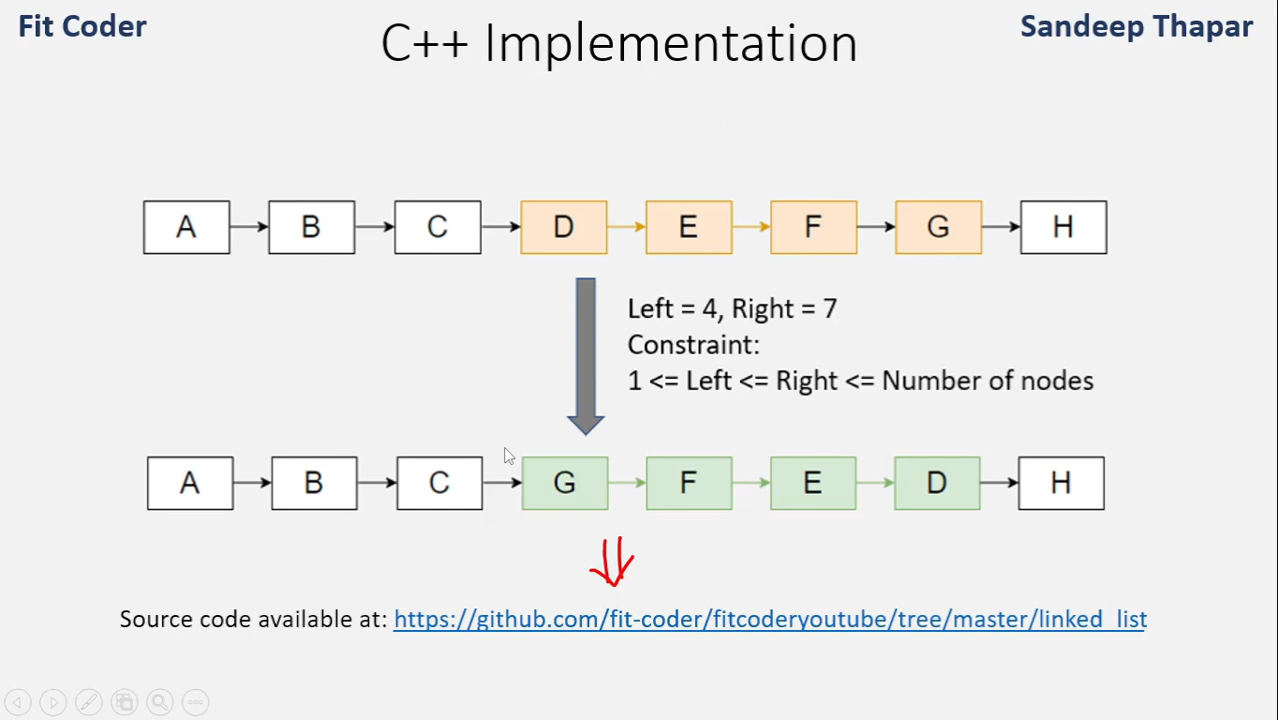 Fit Coder
Sandeep Thapar
C++ Implementation
A B C D E F G H
Left = 4, Right = 7
Constraint:
1 <= Left <= Right <= Number of nodes
A B C G F E D H
Source code available at: https://github.com/fit-coder/fitcoderyoutube/tree/master/linked_list